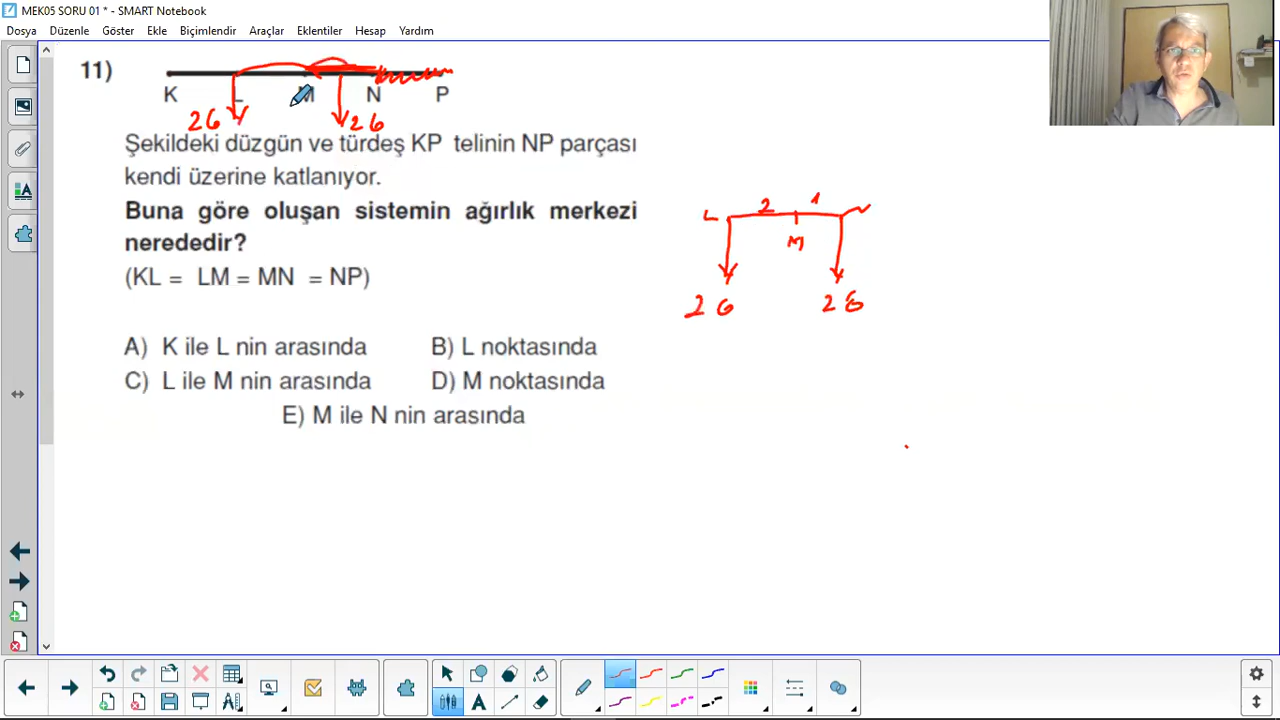 MEK05 SORU 01 * - SMART Notebook
Dosya Düzenle Göster Ekle Biçimlendiri Araçlar Eklentiler Hesap Yardım
11)
K L M N P
2G 2G
Şekildeki düzgün ve türdeş KP telinin NP parçası
kendi üzerine katlanıyor.
Buna göre oluşan sistemin ağırlık merkezi
nerededir?
(KL = LM = MN = NP)
A) K ile L nin arasında B) L noktasında
C) L ile M nin arasında D) M noktasında
E) M ile N nin arasında
L 2 1
M
2G 2G